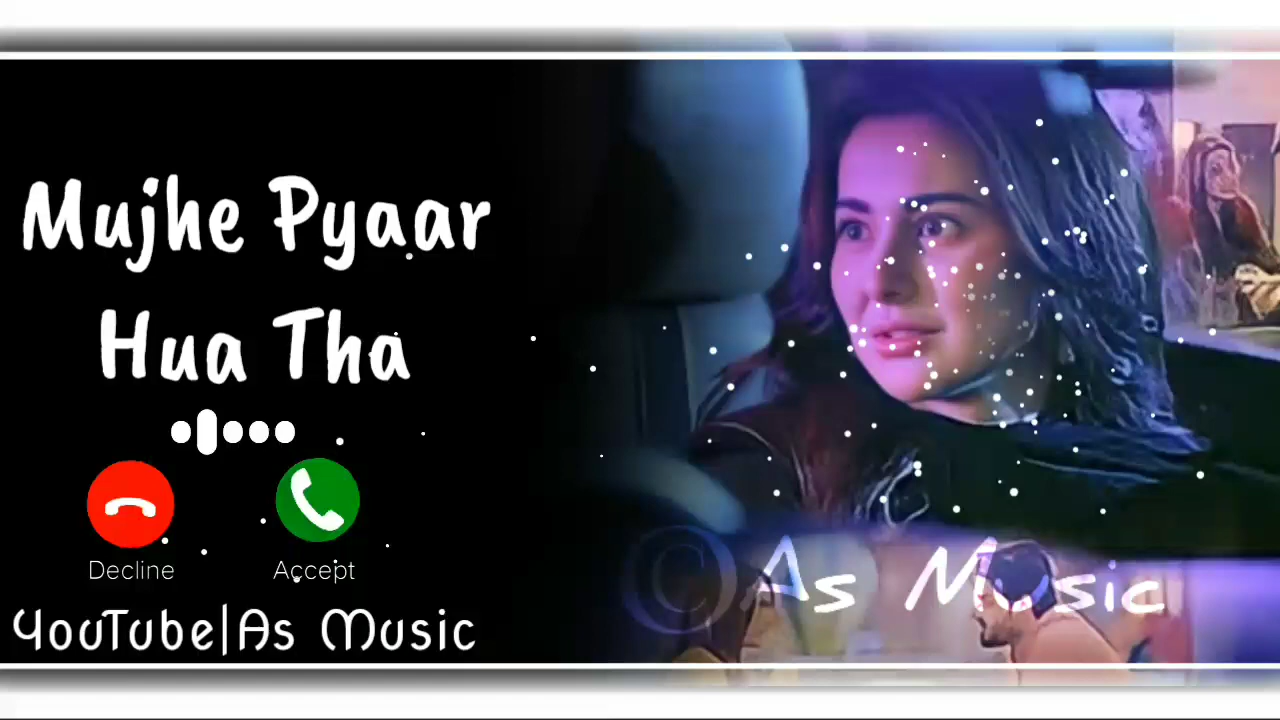 Mujhe Pyaar
Hua Tha
Decline
Accept
©As Music
YouTube|As Music